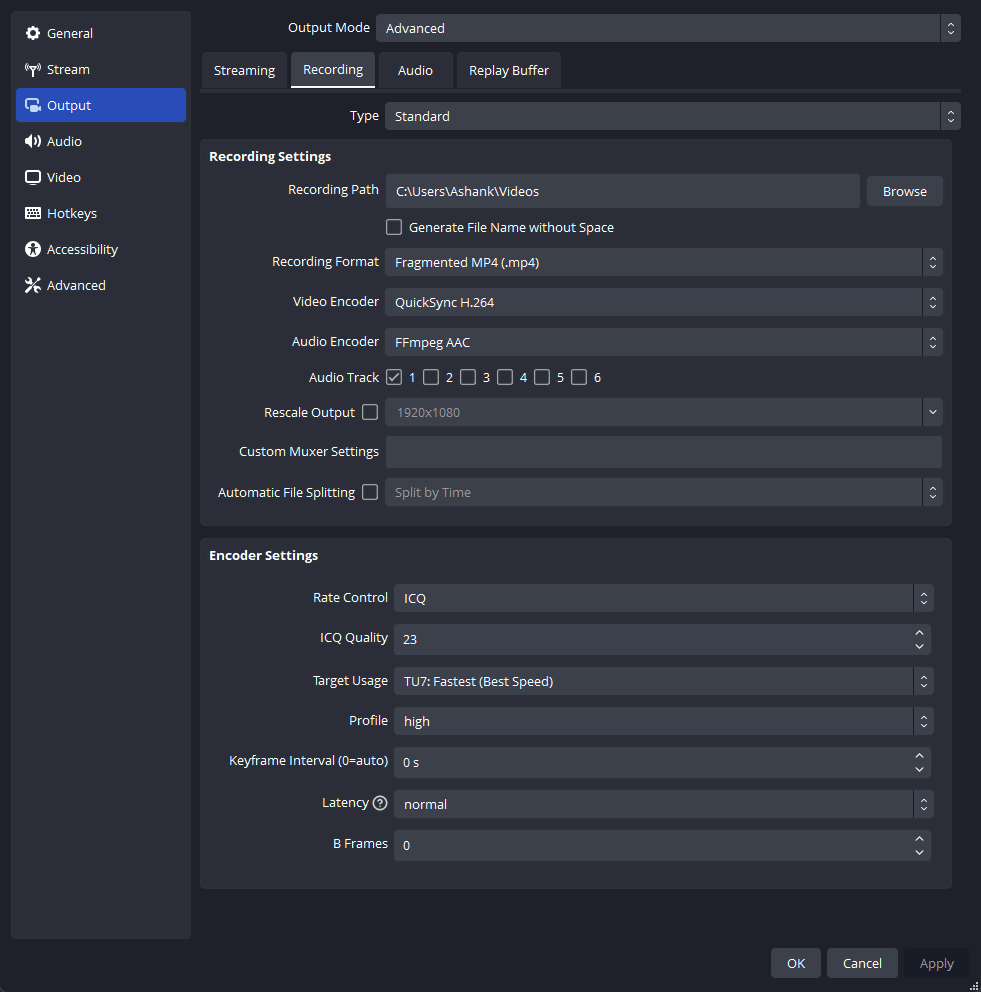 General
Stream
Output
Audio
Video
Hotkeys
Accessibility
Advanced
Output Mode Advanced
Streaming Recording Audio Replay Buffer
Type Standard
Recording Settings
Recording Path C:\Users\Ashank\Videos Browse
Generate File Name without Space
Recording Format Fragmented MP4 (.mp4)
Video Encoder QuickSync H.264
Audio Encoder FFmpeg AAC
Audio Track 1 2 3 4 5 6
Rescale Output 1920x1080
Custom Muxer Settings
Automatic File Splitting Split by Time
Encoder Settings
Rate Control ICQ
ICQ Quality 23
Target Usage TU7: Fastest (Best Speed)
Profile high
Keyframe Interval (0=auto) 0 s
Latency ? normal
B Frames 0
OK Cancel Apply